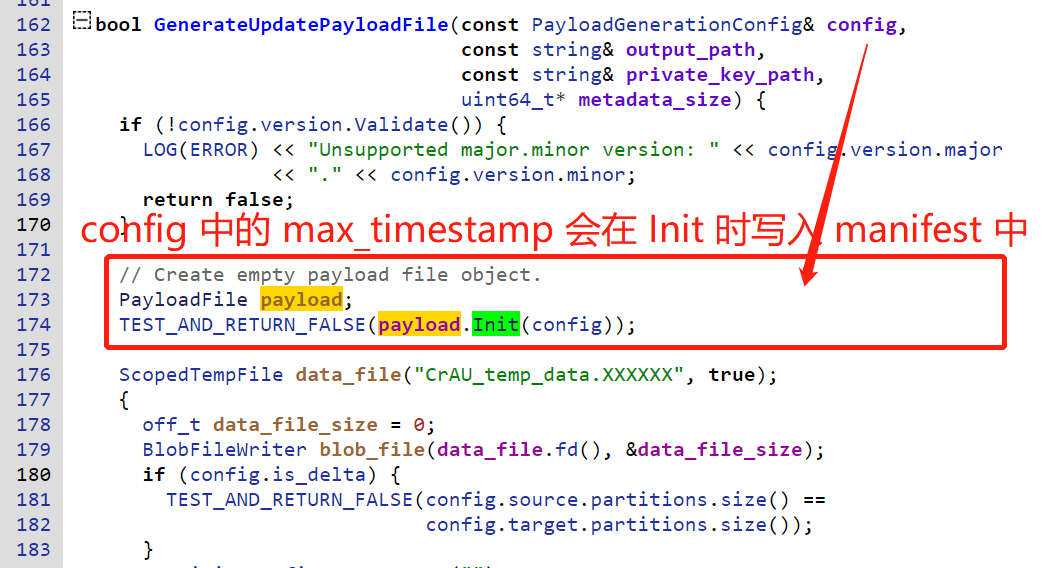 161
162 bool GenerateUpdatePayloadFile(const PayloadGenerationConfig& config,
163 const string& output_path,
164 const string& private_key_path,
165 uint64_t* metadata_size) {
166 if (!config.version.Validate()) {
167 LOG(ERROR) << "Unsupported major.minor version: " << config.version.major
168 << "." << config.version.minor;
169 return false;
170 }
config 中的 max_timestamp 会在 Init 时写入 manifest 中
171
172 // Create empty payload file object.
173 PayloadFile payload;
174 TEST_AND_RETURN_FALSE(payload.Init(config));
175
176 ScopedTempFile data_file("CrAU_temp_data.XXXXXX", true);
177 {
178 off_t data_file_size = 0;
179 BlobFileWriter blob_file(data_file.fd(), &data_file_size);
180 if (config.is_delta) {
181 TEST_AND_RETURN_FALSE(config.source.partitions.size() ==
182 config.target.partitions.size());
183 }